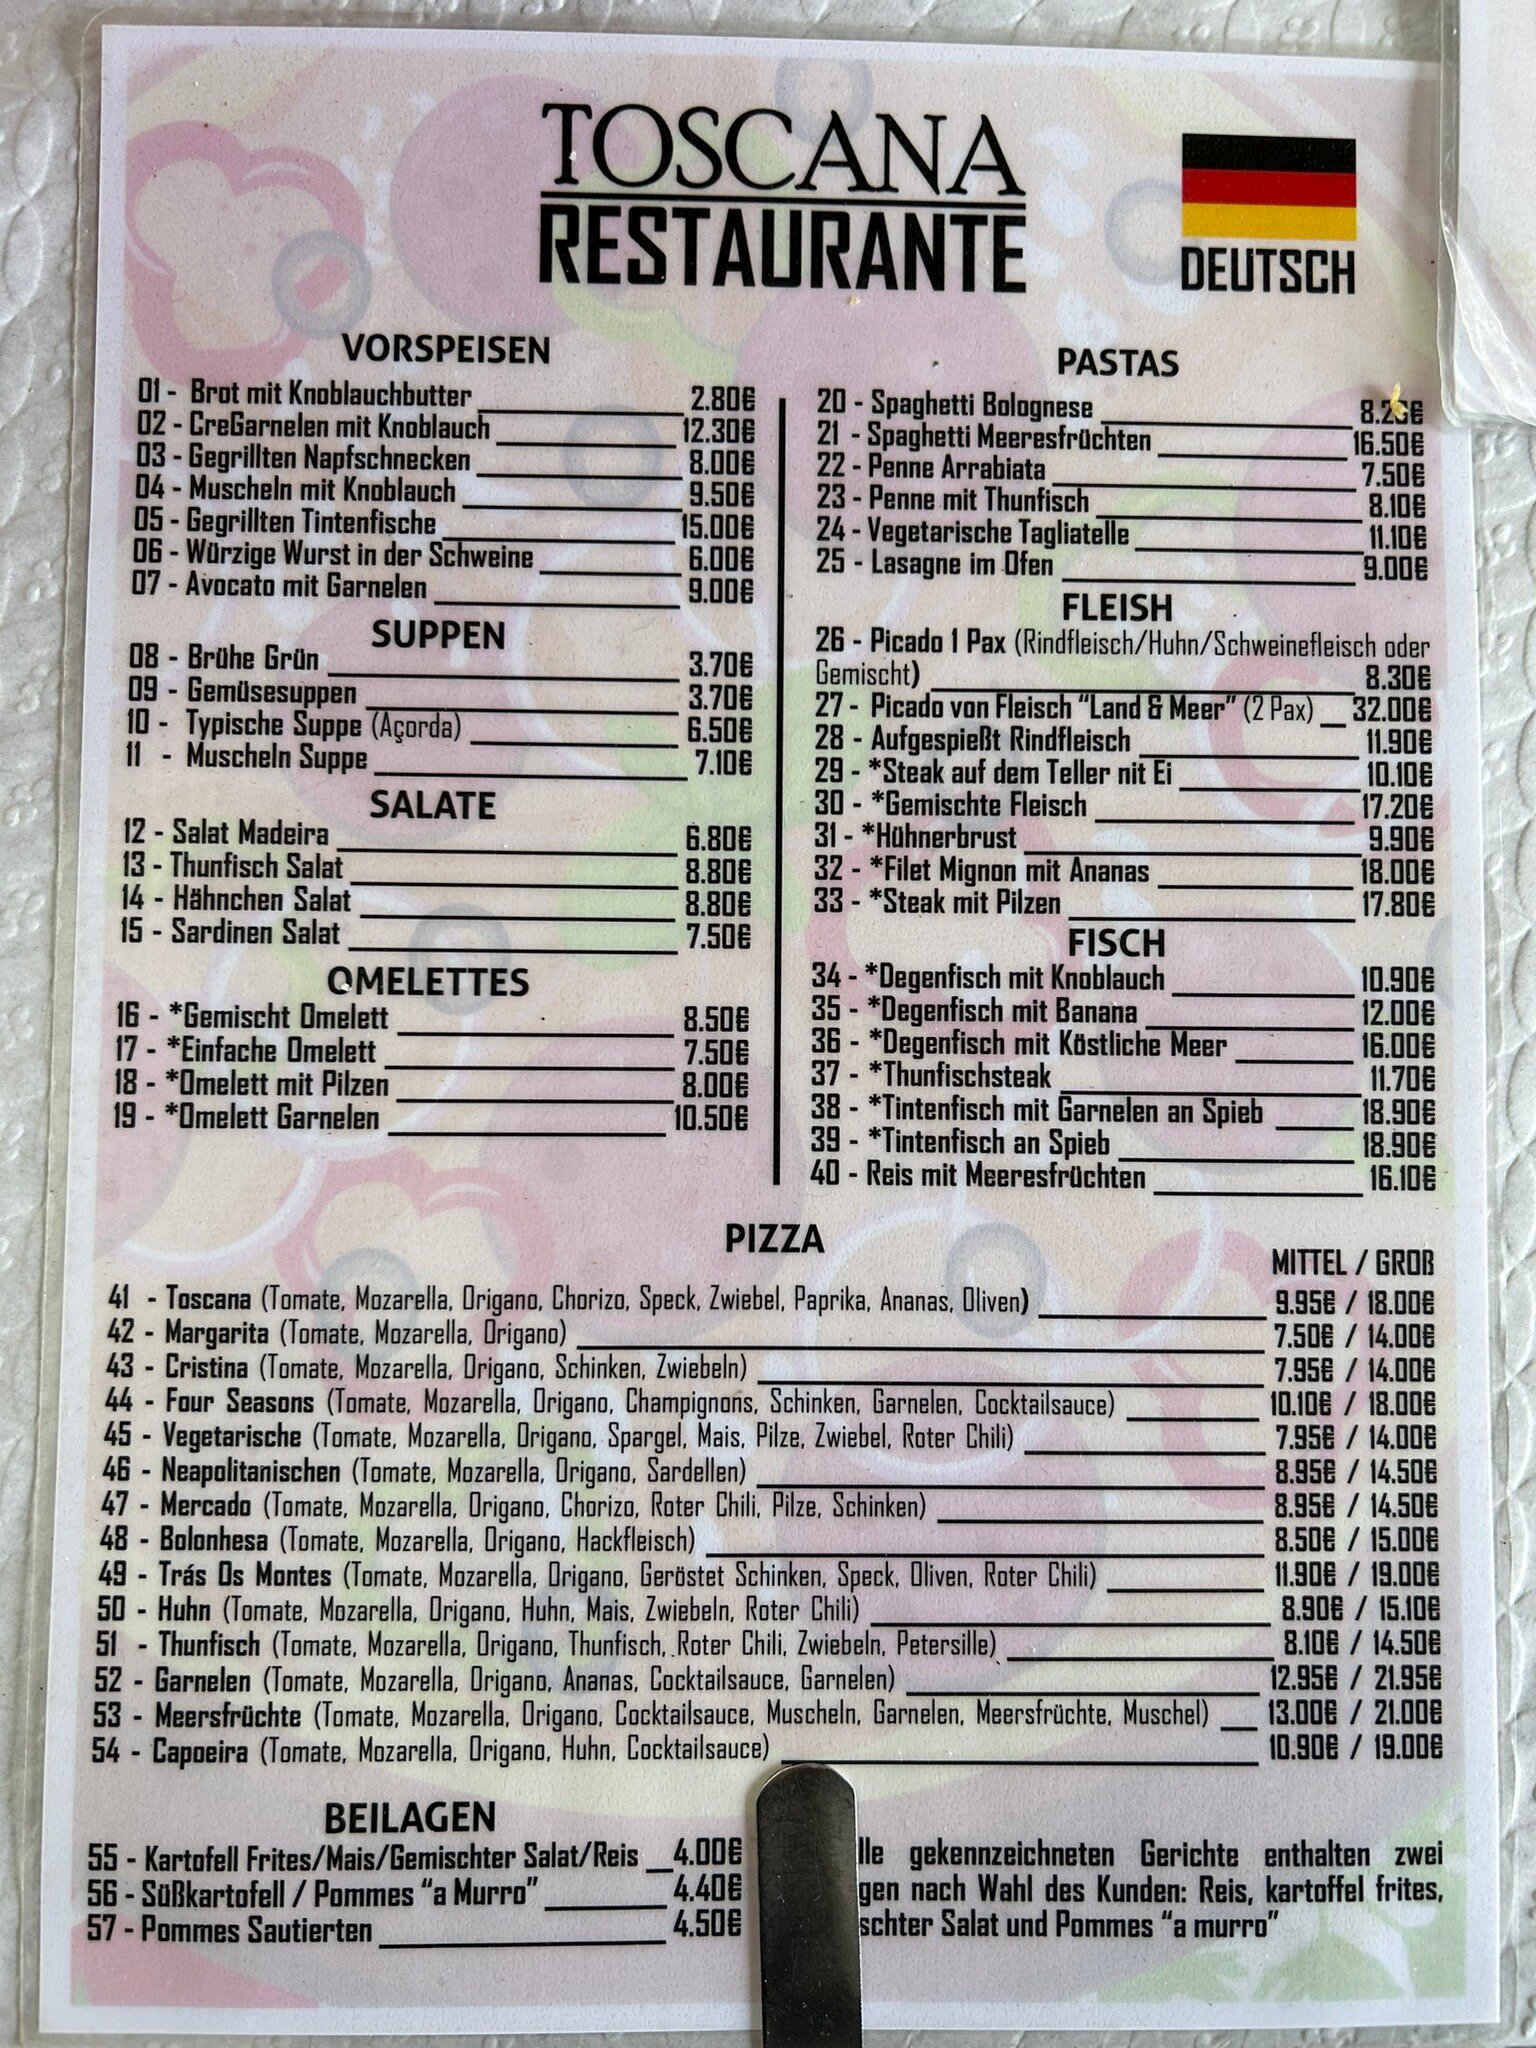 TOSCANA
RESTAURANTE
DEUTSCH
VORSPEISEN
01 - Brot mit Knoblauchbutter 2.80€
02 - CreGarnelen mit Knoblauch 12.30€
03 - Gegrillten Napfschnecken 8.00€
04 - Muscheln mit Knoblauch 9.50€
05 - Gegrillten Tintenfische 15.00€
06 - Würzige Wurst in der Schweine 6.00€
07 - Avocato mit Garnelen 9.00€
SUPPEN
08 - Brühe Grün 3.70€
09 - Gemüsesuppen 3.70€
10 - Typische Suppe (Açorda) 6.50€
11 - Muscheln Suppe 7.10€
SALATE
12 - Salat Madeira 6.80€
13 - Thunfisch Salat 8.80€
14 - Hähnchen Salat 8.80€
15 - Sardinen Salat 7.50€
OMELETTES
16 - *Gemischt Omelett 8.50€
17 - *Einfache Omelett 7.50€
18 - *Omelett mit Pilzen 8.00€
19 - *Omelett Garnelen 10.50€
PASTAS
20 - Spaghetti Bolognese
21 - Spaghetti Meeresfrüchten 16.50€
22 - Penne Arrabiata 7.50€
23 - Penne mit Thunfisch 8.10€
24 - Vegetarische Tagliatelle 11.10€
25 - Lasagne im Ofen 9.00€
FLEISH
26 - Picado 1 Pax (Rindfleisch/Huhn/Schweinefleisch oder
Gemischt) 8.30€
27 - Picado von Fleisch “Land & Meer” (2 Pax) 32.00€
28 - Aufgespießt Rindfleisch 11.90€
29 - *Steak auf dem Teller nit Ei 10.10€
30 - *Gemischte Fleisch 17.20€
31 - *Hühnerbrust 9.90€
32 - *Filet Mignon mit Ananas 18.00€
33 - *Steak mit Pilzen 17.80€
FISCH
34 - *Degenfisch mit Knoblauch 10.90€
35 - *Degenfisch mit Banana 12.00€
36 - *Degenfisch mit Köstliche Meer 16.00€
37 - *Thunfischsteak 11.70€
38 - *Tintenfisch mit Garnelen an Spieb 18.90€
39 - *Tintenfisch an Spieb 18.90€
40 - Reis mit Meeresfrüchten 16.10€
PIZZA
MITTEL / GROß
41 - Toscana (Tomate, Mozarella, Origano, Chorizo, Speck, Zwiebel, Paprika, Ananas, Oliven) 9.95€ / 18.00€
42 - Margarita (Tomate, Mozarella, Origano) 7.50€ / 14.00€
43 - Cristina (Tomate, Mozarella, Origano, Schinken, Zwiebeln) 7.95€ / 14.00€
44 - Four Seasons (Tomate, Mozarella, Origano, Champignons, Schinken, Garnelen, Cocktailsauce) 10.10€ / 18.00€
45 - Vegetarische (Tomate, Mozarella, Origano, Spargel, Mais, Pilze, Zwiebel, Roter Chili) 7.95€ / 14.00€
46 - Neapolitanischen (Tomate, Mozarella, Origano, Sardellen) 8.95€ / 14.50€
47 - Mercado (Tomate, Mozarella, Origano, Chorizo, Roter Chili, Pilze, Schinken) 8.95€ / 14.50€
48 - Bolonhesa (Tomate, Mozarella, Origano, Hackfleisch) 8.50€ / 15.00€
49 - Trás Os Montes (Tomate, Mozarella, Origano, Geröstet Schinken, Speck, Oliven, Roter Chili) 11.90€ / 19.00€
50 - Huhn (Tomate, Mozarella, Origano, Huhn, Mais, Zwiebeln, Roter Chili) 8.90€ / 15.10€
51 - Thunfisch (Tomate, Mozarella, Origano, Thunfisch, Roter Chili, Zwiebeln, Petersille) 8.10€ / 14.50€
52 - Garnelen (Tomate, Mozarella, Origano, Ananas, Cocktailsauce, Garnelen) 12.95€ / 21.95€
53 - Meersfrüchte (Tomate, Mozarella, Origano, Cocktailsauce, Muscheln, Garnelen, Meersfrüchte, Muschel) 13.00€ / 21.00€
54 - Capoeira (Tomate, Mozarella, Origano, Huhn, Cocktailsauce) 10.90€ / 19.00€
BEILAGEN
55 - Kartofell Frites/Mais/Gemischter Salat/Reis 4.00€
56 - Süßkartofell / Pommes “a Murro” 4.40€
57 - Pommes Sautierten 4.50€
gekennzeichneten Gerichte enthalten zwei
nach Wahl des Kunden: Reis, kartoffel frites,
Salat und Pommes “a murro”